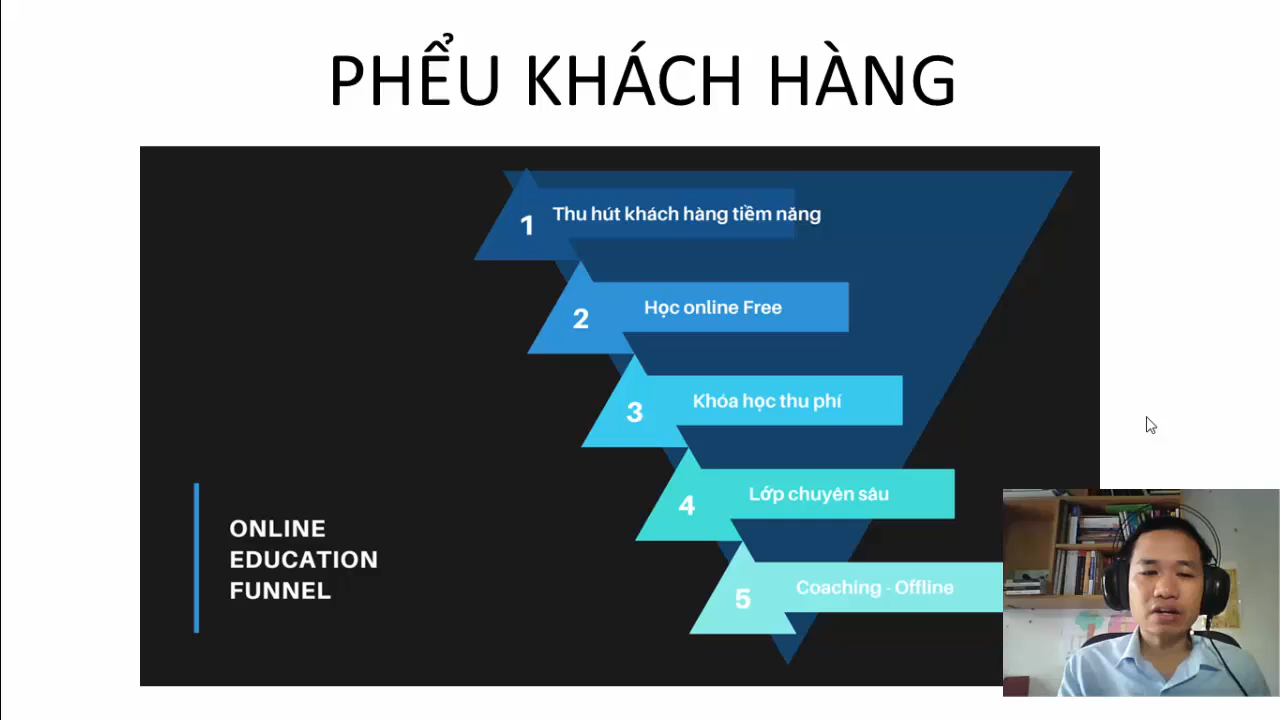 PHỂU KHÁCH HÀNG
1 Thu hút khách hàng tiềm năng
2 Học online Free
3 Khóa học thu phí
4 Lớp chuyên sâu
5 Coaching - Offline
ONLINE
EDUCATION
FUNNEL